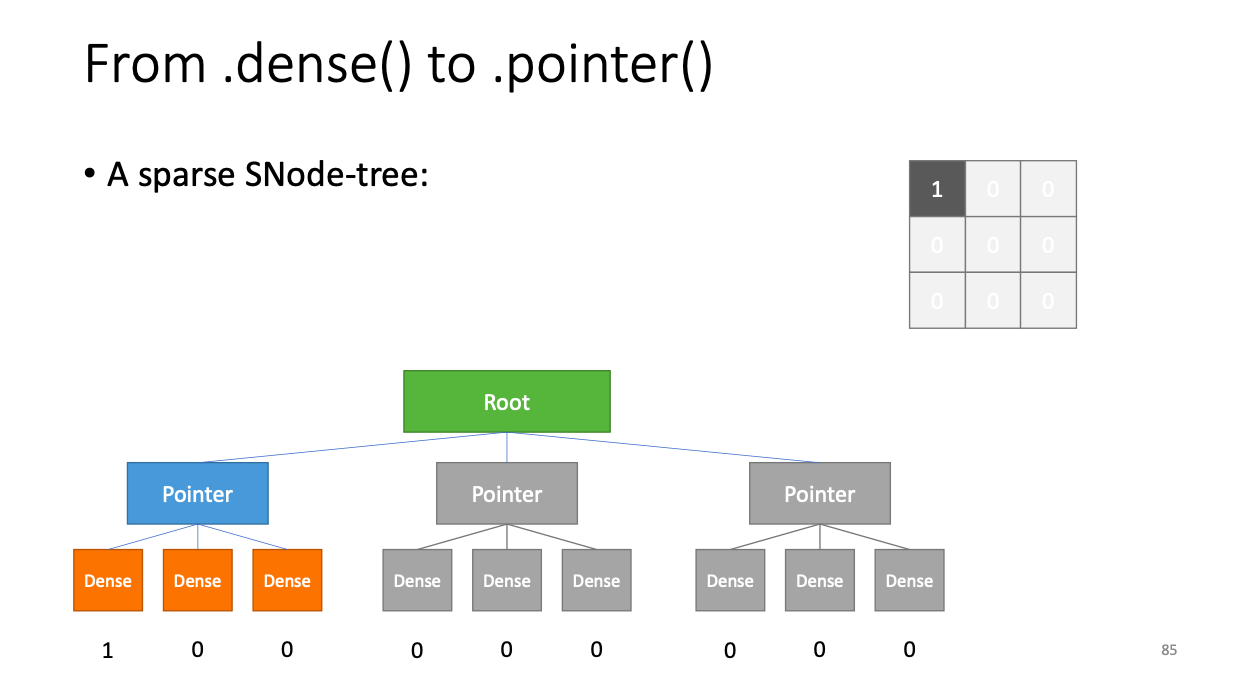 From .dense() to .pointer()
• A sparse SNode-tree:
1 0 0
0 0 0
0 0 0
Root
Pointer Pointer Pointer
Dense Dense Dense Dense Dense Dense Dense Dense Dense
1 0 0 0 0 0 0 0 0
85